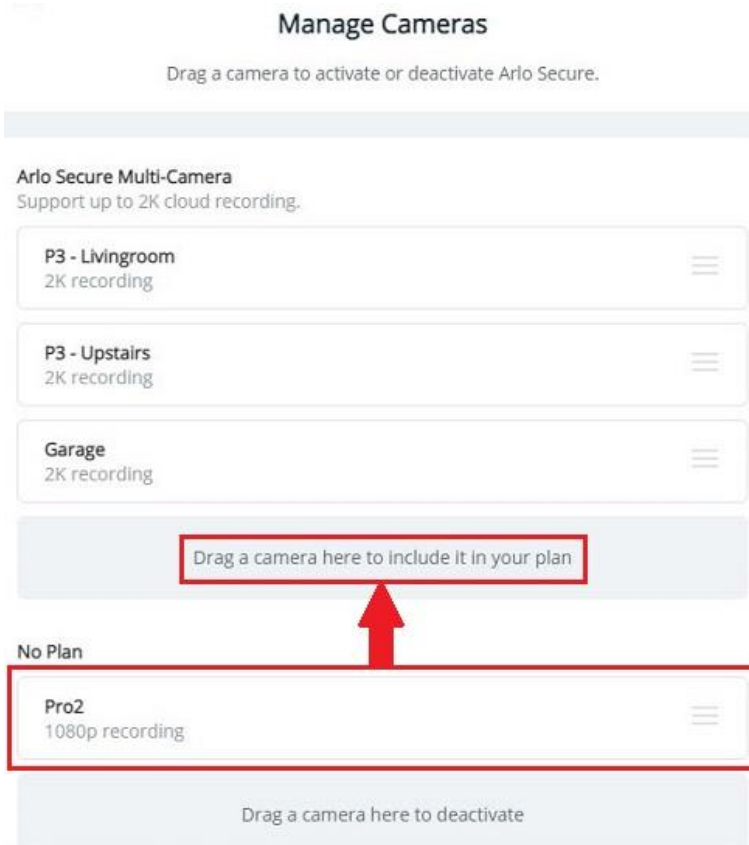 Manage Cameras
Drag a camera to activate or deactivate Arlo Secure.
Arlo Secure Multi-Camera
Support up to 2K cloud recording.
P3 - Livingroom
2K recording
P3 - Upstairs
2K recording
Garage
2K recording
Drag a camera here to include it in your plan
No Plan
Pro2
1080p recording
Drag a camera here to deactivate